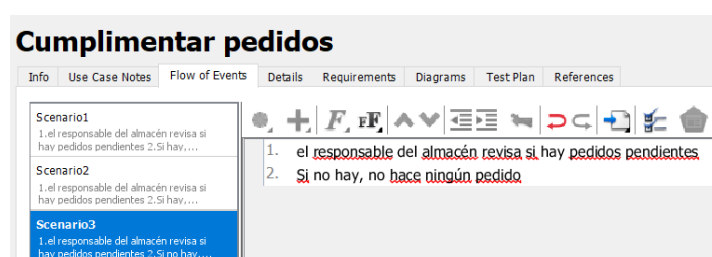 Cumplimentar pedidos
Info Use Case Notes Flow of Events Details Requirements Diagrams Test Plan References
Scenario1
1.el responsable del almacén revisa si
hay pedidos pendientes 2.Si hay,...
Scenario2
1.el responsable del almacén revisa si
hay pedidos pendientes 2.Si hay,...
Scenario3
1.el responsable del almacén revisa si
hay pedidos pendientes 2.Si no hay,...
F FF
1. el responsable del almacén revisa si hay pedidos pendientes
2. Si no hay, no hace ningún pedido